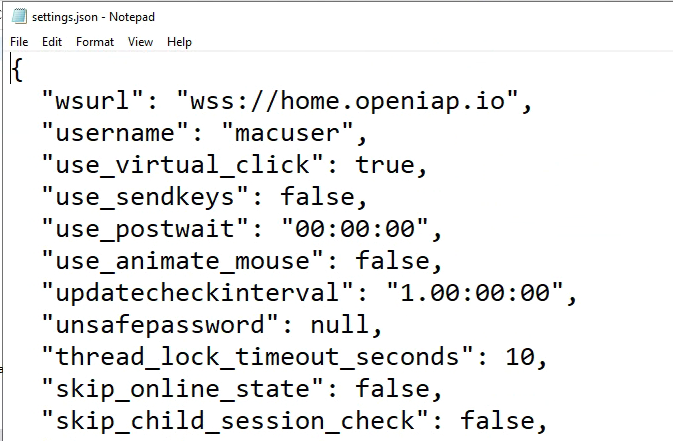 settings.json - Notepad
File Edit Format View Help
{
"wsurl": "wss://home.openiap.io",
"username": "macuser",
"use_virtual_click": true,
"use_sendkeys": false,
"use_postwait": "00:00:00",
"use_animate_mouse": false,
"updatecheckinterval": "1.00:00:00",
"unsafepassword": null,
"thread_lock_timeout_seconds": 10,
"skip_online_state": false,
"skip_child_session_check": false,